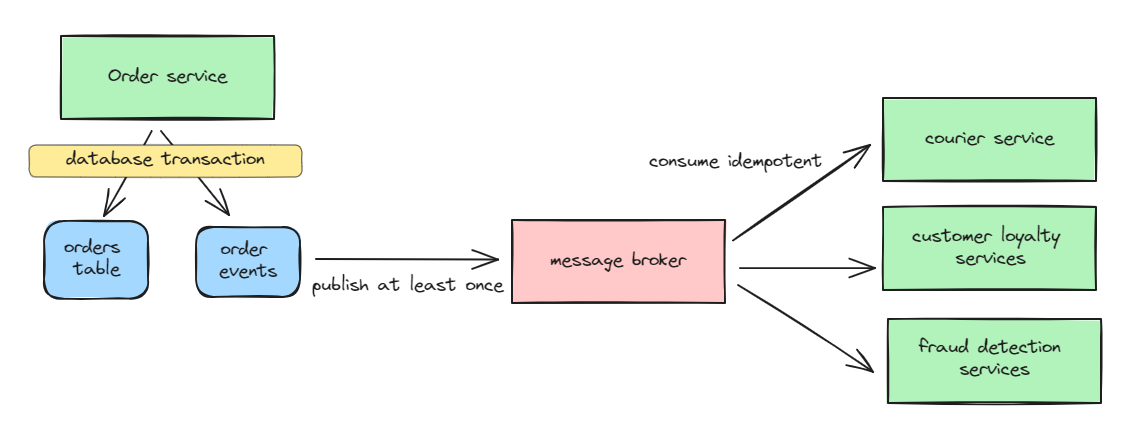 Order service
database transaction
orders
table
order
events
publish at least once
message broker
consume idempotent
courier service
customer loyalty
services
fraud detection
services